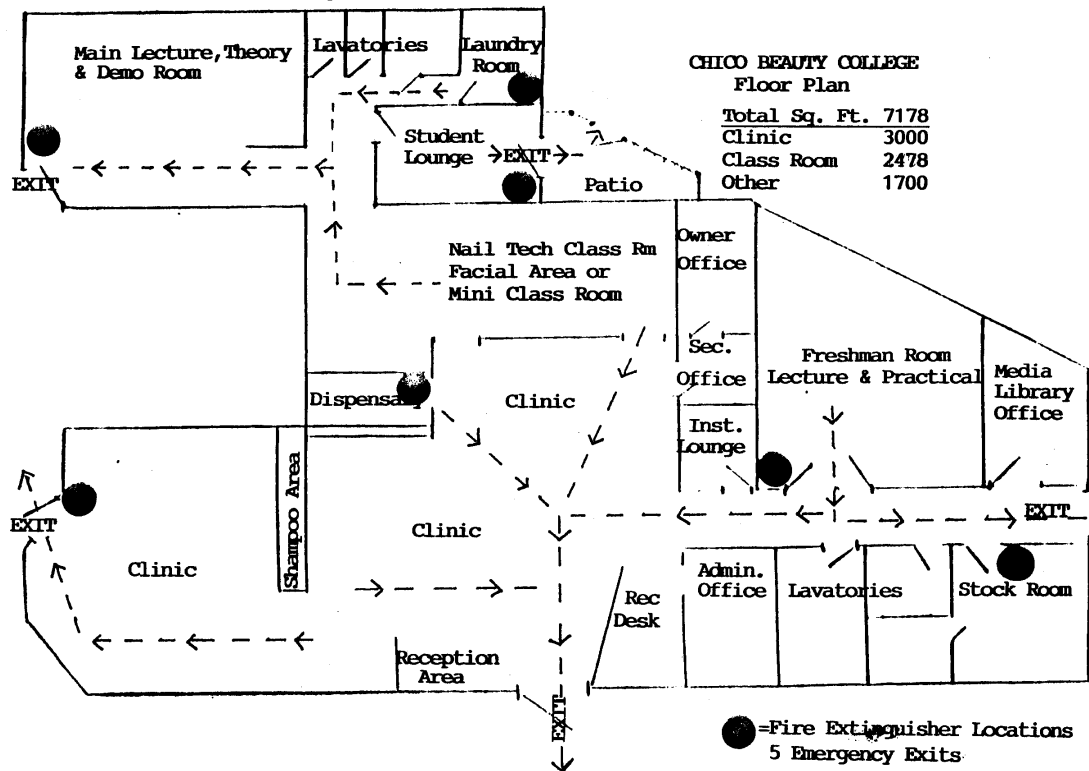 Main Lecture, Theory
& Demo Room
Lavatories
Laundry
Room
CHICO BEAUTY COLLEGE
Floor Plan
Total Sq. Ft. 7178
Clinic 3000
Class Room 2478
Other 1700
Student
Lounge
EXIT
EXIT
Patio
Nail Tech Class Rm
Facial Area or
Mini Class Room
Owner
Office
Sec.
Office
Freshman Room
Lecture & Practical
Media
Library
Office
Dispensary
Clinic
Inst.
Lounge
Shampoo Area
EXIT
Clinic
Clinic
EXIT
Rec
Desk
Admin.
Office
Lavatories
Stock Room
Reception
Area
EXIT
=Fire Extinguisher Locations
5 Emergency Exits